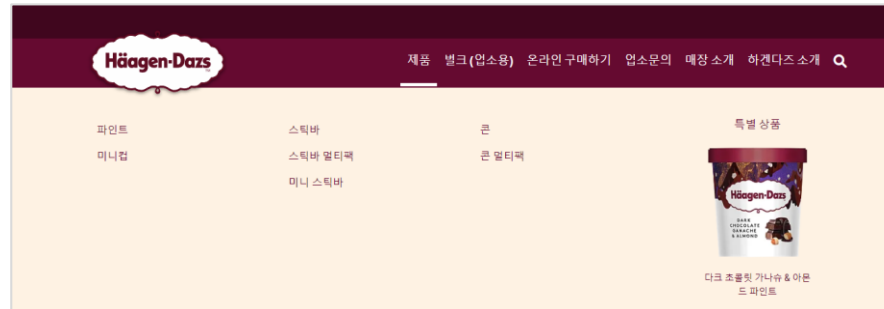 Häagen-Dazs
제품 벌크(업소용) 온라인 구매하기 업소문의 매장 소개 하겐다즈 소개
파인트 스틱바 콘 특별 상품
미니컵 스틱바 멀티팩 콘 멀티팩
미니 스틱바
Häagen-Dazs
DARK
CHOCOLATE
GANACHE
& ALMOND
다크 초콜릿 가나슈 & 아몬
드 파인트